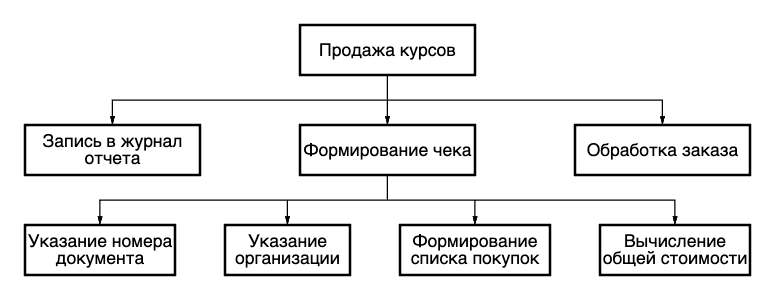 Продажа курсов
Запись в журнал
отчета
Формирование чека
Обработка заказа
Указание номера
документа
Указание
организации
Формирование
списка покупок
Вычисление
общей стоимости